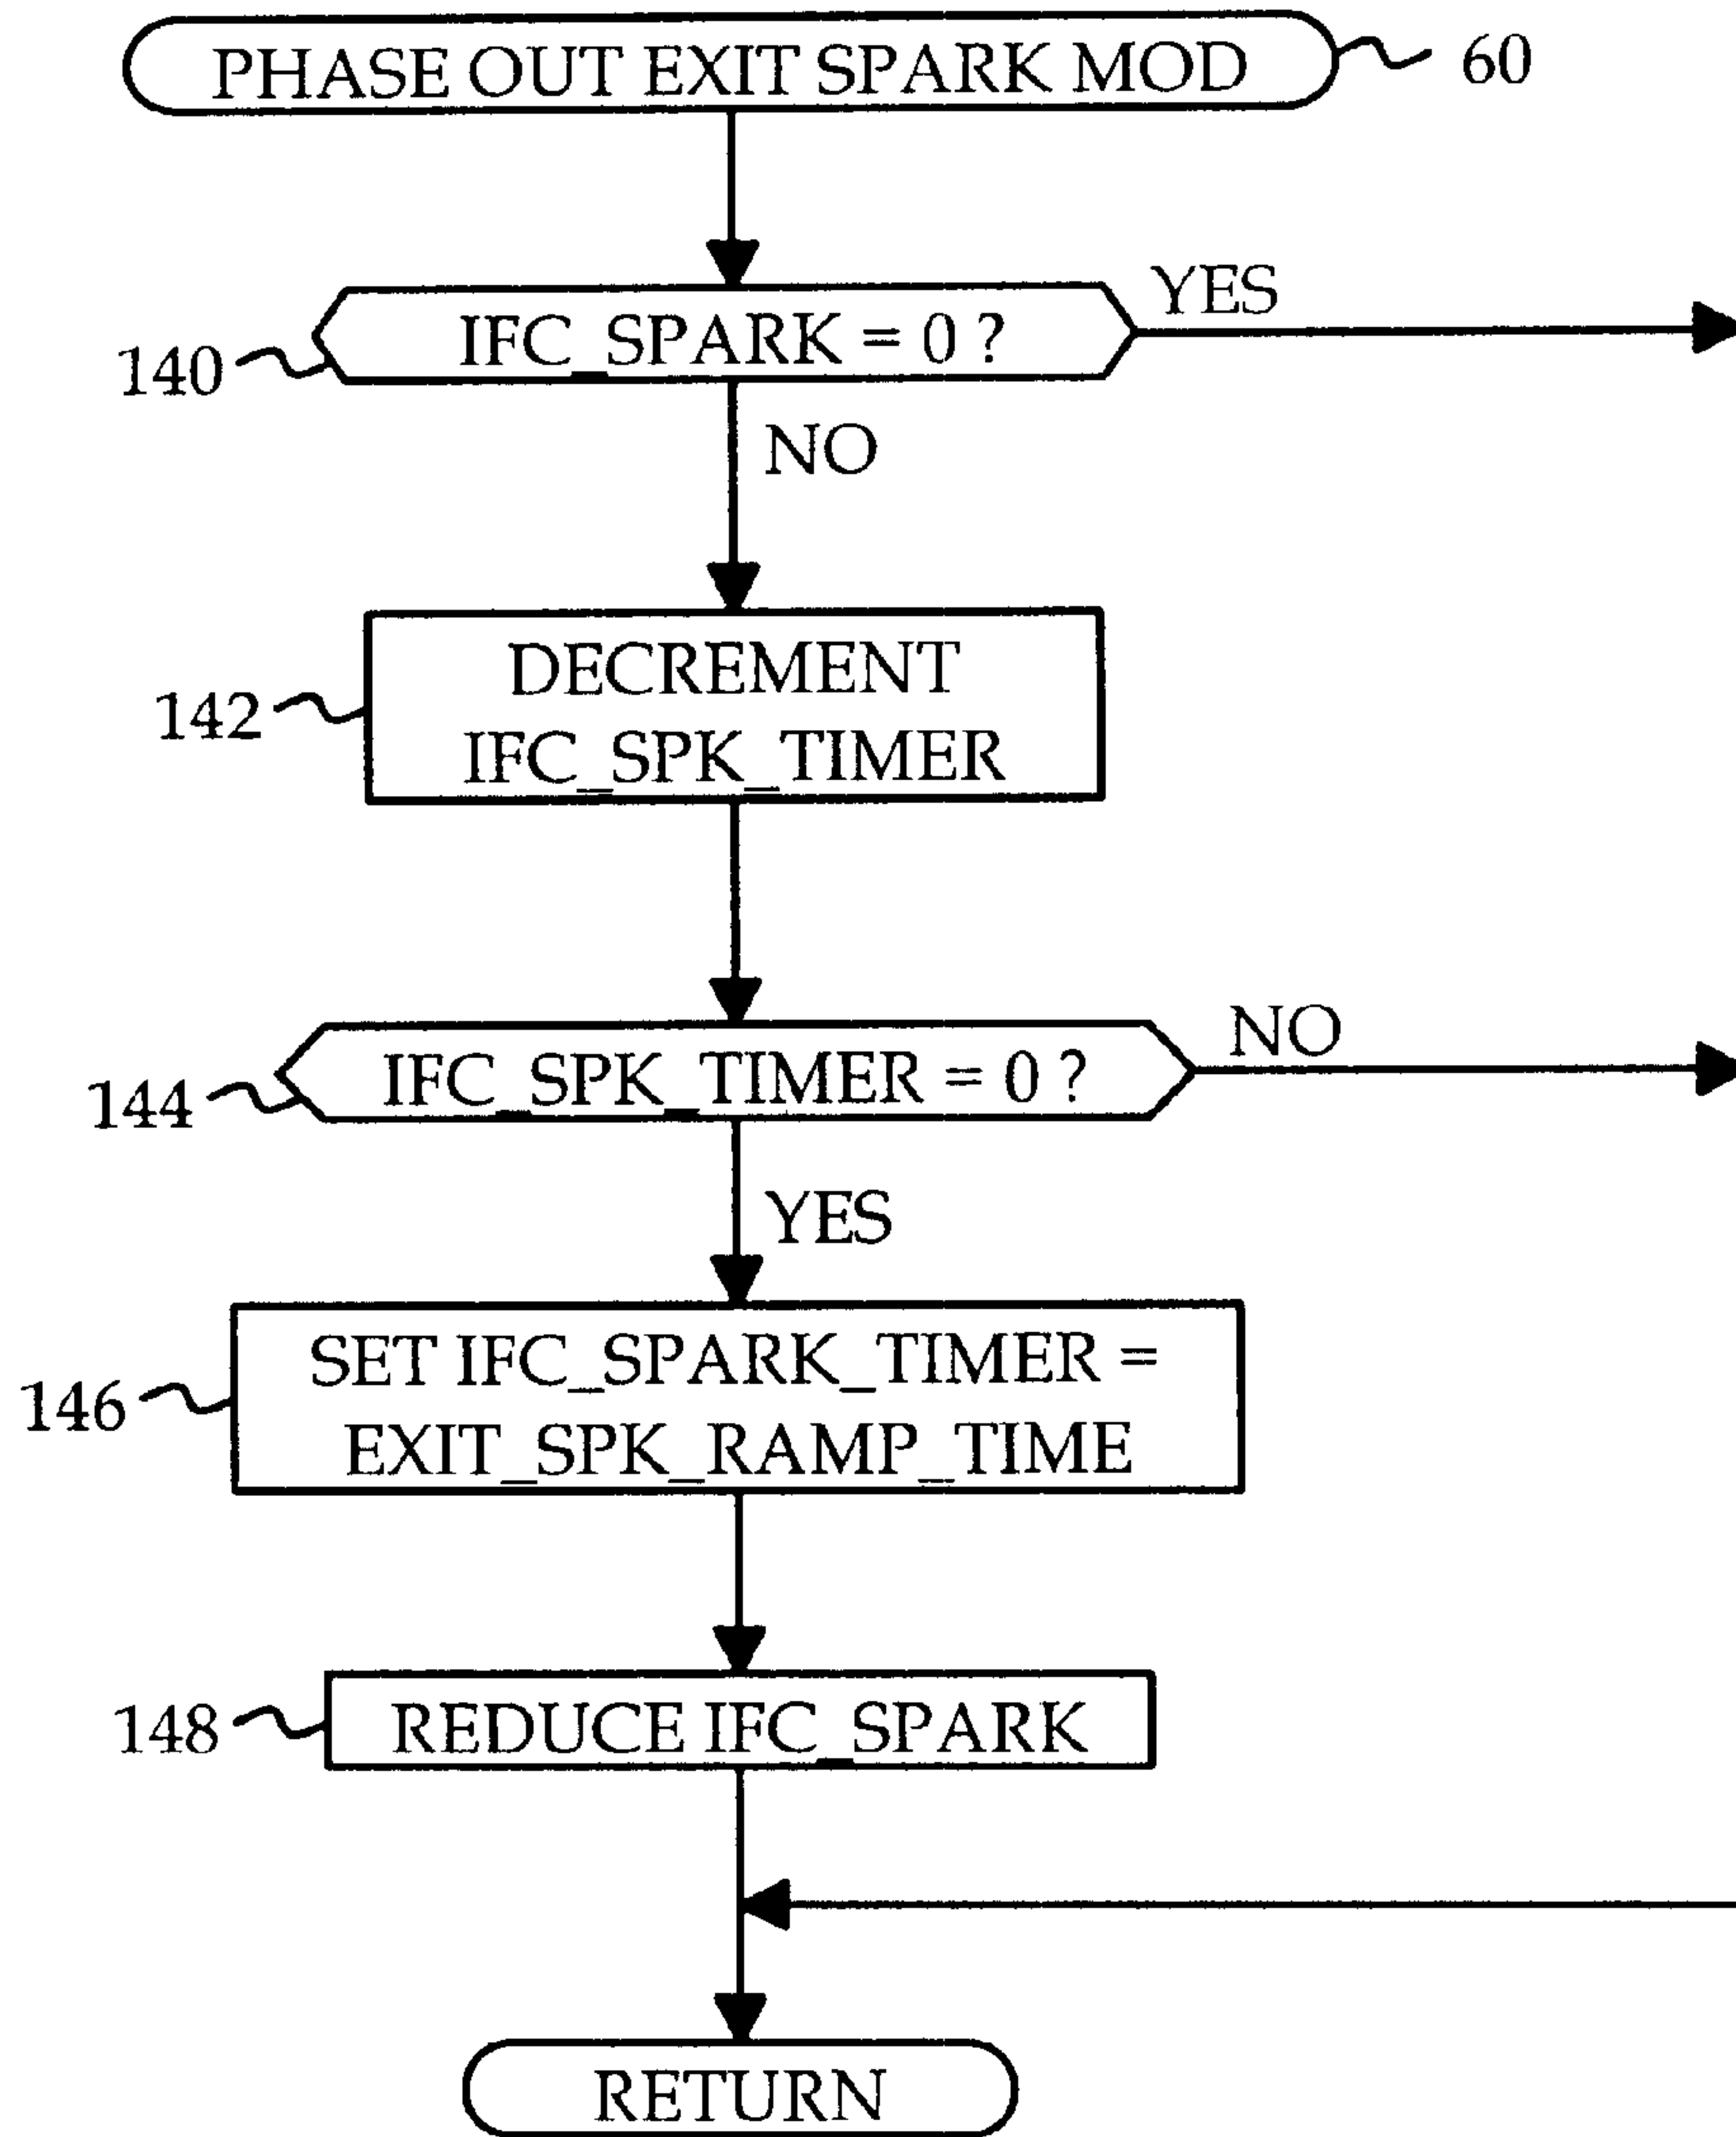 PHASE OUT EXIT SPARK MOD
60
IFC_SPARK = 0 ?
YES
140
NO
DECREMENT
IFC_SPK_TIMER
142
IFC_SPK_TIMER = 0 ?
NO
144
YES
SET IFC_SPARK_TIMER =
EXIT_SPK_RAMP_TIME
146
REDUCE IFC_SPARK
148
RETURN